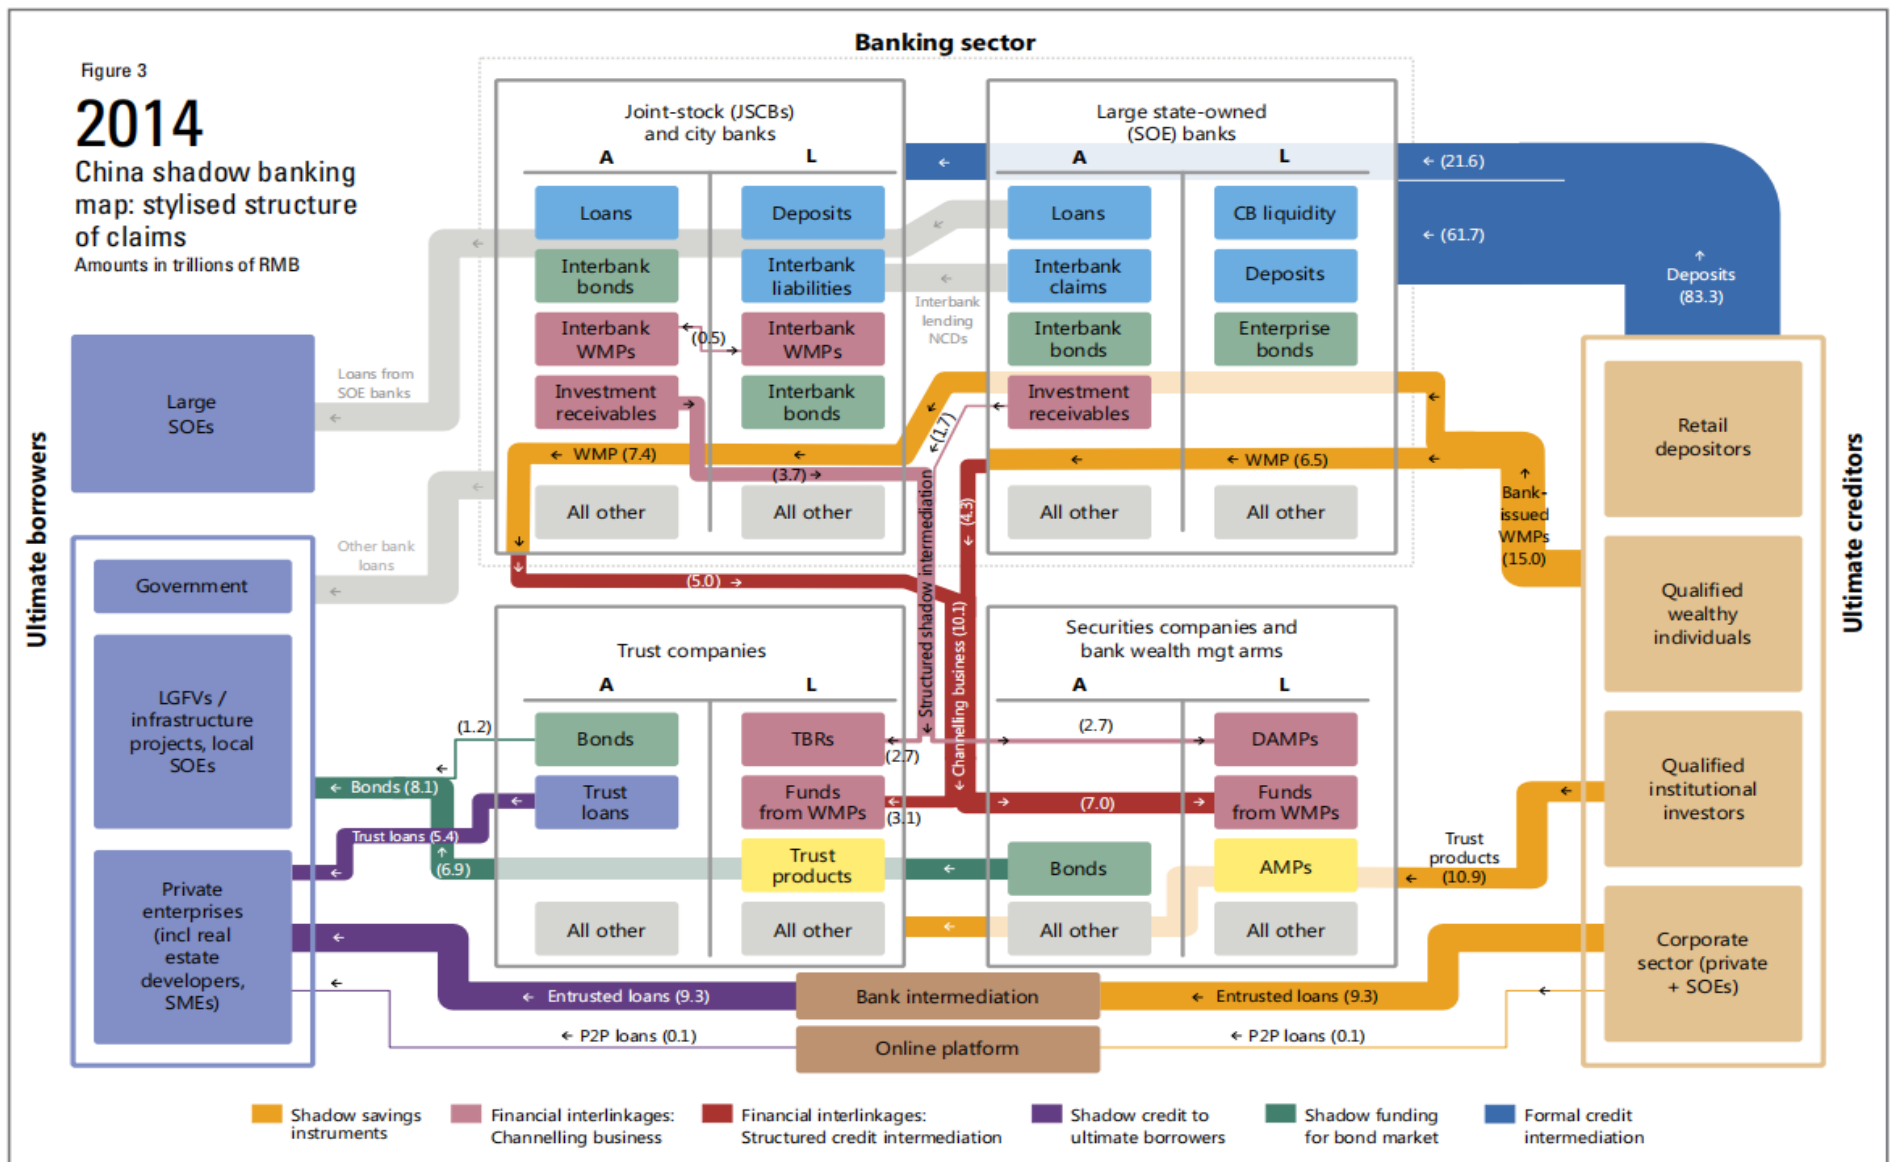 Banking sector
Figure 3
2014
China shadow banking
map: stylised structure
of claims
Amounts in trillions of RMB
Joint-stock (JSCBs)
and city banks
A
L
Loans
Deposits
Interbank
bonds
Interbank
liabilities
Interbank
WMPs
(0.5)
Interbank
WMPs
Investment
receivables
Interbank
bonds
← WMP (7.4)
←
(3.7) →
All other
All other
Large state-owned
(SOE) banks
A
L
Loans
CB liquidity
Interbank
claims
Deposits
Interbank
bonds
Enterprise
bonds
Investment
receivables
←
← WMP (6.5)
←
All other
All other
Interbank
lending
NCDs
←(1.7)
(4.3)
←
← (21.6)
← (61.7)
↑
Deposits
(83.3)
Ultimate borrowers
Large
SOEs
Loans from
SOE banks
←
Other bank
loans
←
Government
LGFVs /
infrastructure
projects, local
SOEs
Private
enterprises
(incl real
estate
developers,
SMEs)
(5.0) →
← Structured shadow intermediation
← Channelling business (10.1)
Trust companies
A
L
Bonds
TBRs
Trust
loans
Funds
from WMPs
Trust
products
All other
All other
(1.2)
← Bonds (8.1)
Trust loans (5.4)
(6.9)
(2.7)
(3.1)
Securities companies and
bank wealth mgt arms
A
L
(2.7)
DAMPs
(7.0)
Funds
from WMPs
Bonds
AMPs
All other
All other
↑
Bank-
issued
WMPs
(15.0)
Trust
products
← (10.9)
Retail
depositors
Qualified
wealthy
individuals
Qualified
institutional
investors
Corporate
sector (private
+ SOEs)
Ultimate creditors
← Entrusted loans (9.3)
Bank intermediation
← Entrusted loans (9.3)
← P2P loans (0.1)
Online platform
← P2P loans (0.1)
Shadow savings
instruments
Financial interlinkages:
Channelling business
Financial interlinkages:
Structured credit intermediation
Shadow credit to
ultimate borrowers
Shadow funding
for bond market
Formal credit
intermediation